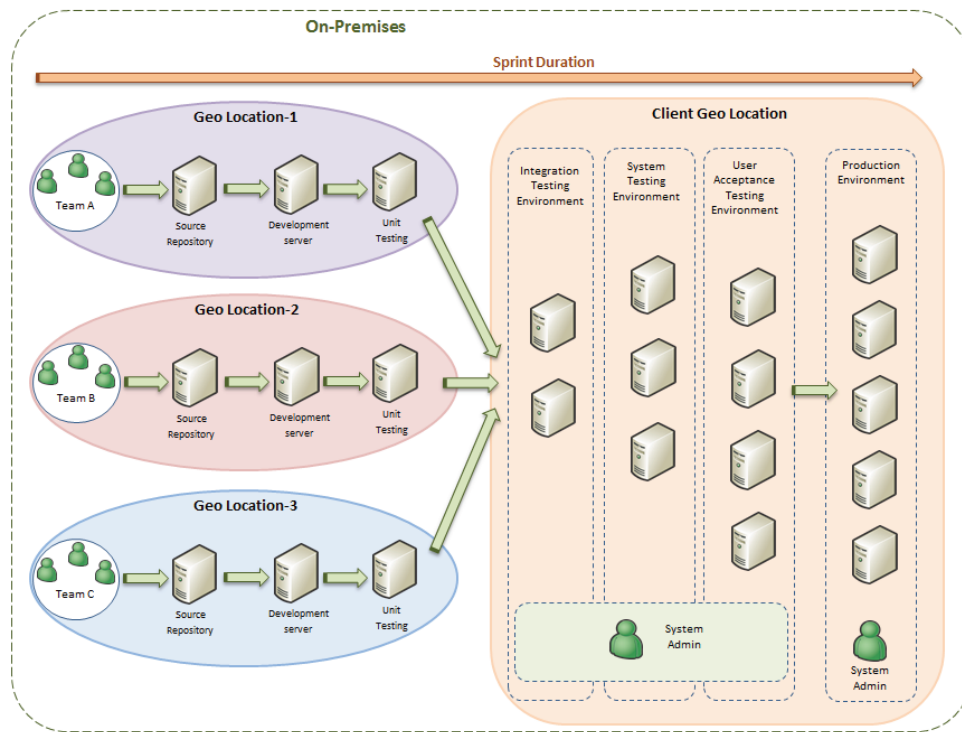 On-Premises
Sprint Duration
Geo Location-1
Team A
Source
Repository
Development
server
Unit
Testing
Geo Location-2
Team B
Source
Repository
Development
server
Unit
Testing
Geo Location-3
Team C
Source
Repository
Development
server
Unit
Testing
Client Geo Location
Integration
Testing
Environment
System
Testing
Environment
User
Acceptance
Testing
Environment
Production
Environment
System
Admin
System
Admin